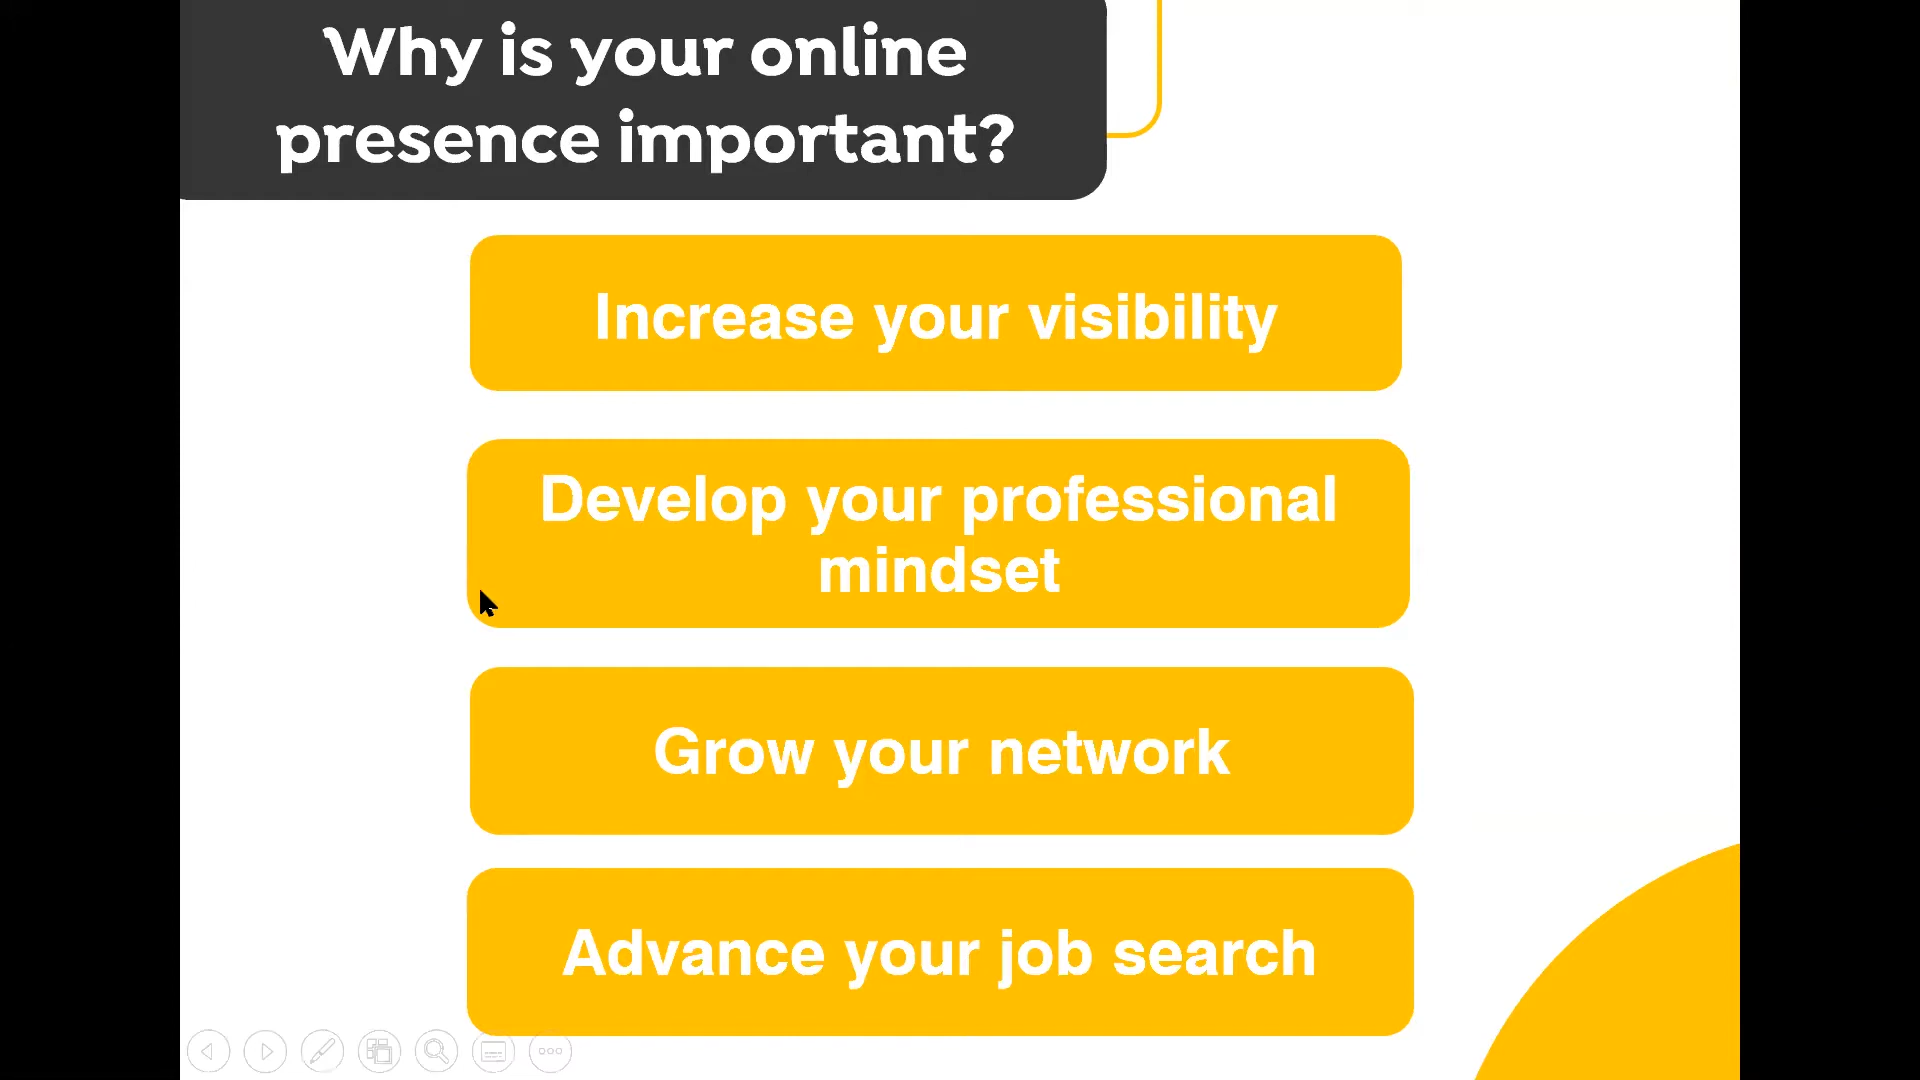 Why is your online
presence important?
Increase your visibility
Develop your professional
mindset
Grow your network
Advance your job search